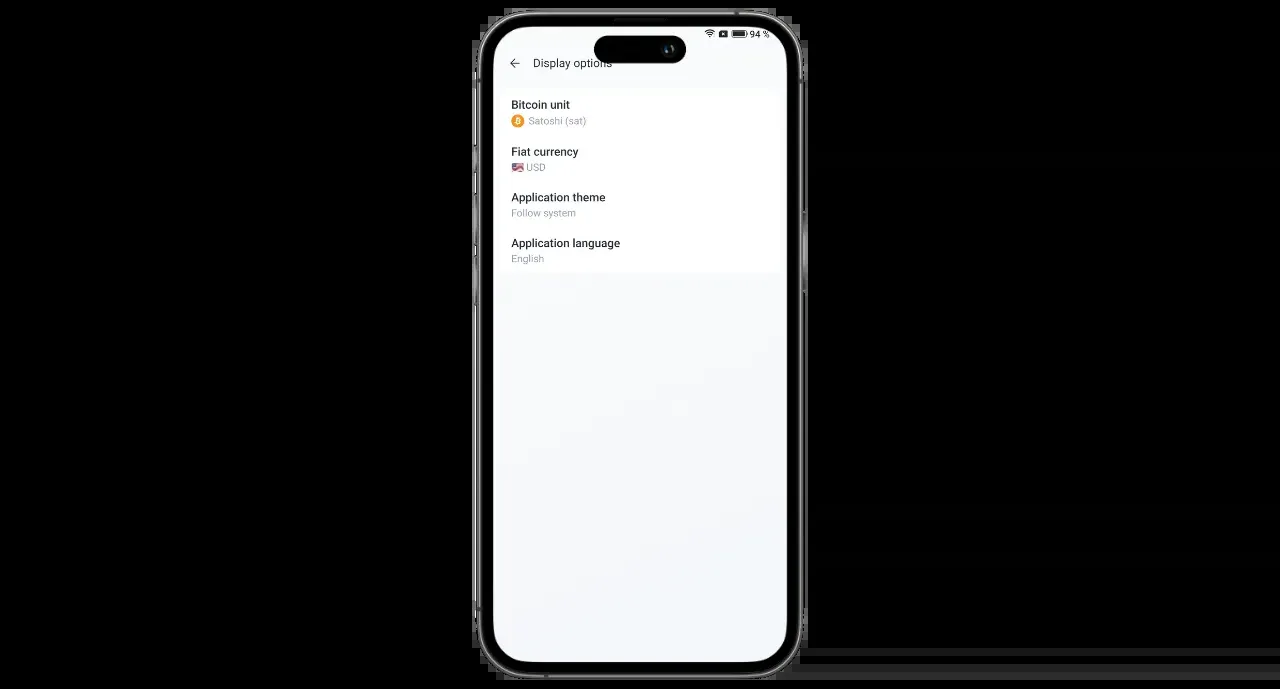 94 %
Display options
Bitcoin unit
Satoshi (sat)
Fiat currency
USD
Application theme
Follow system
Application language
English